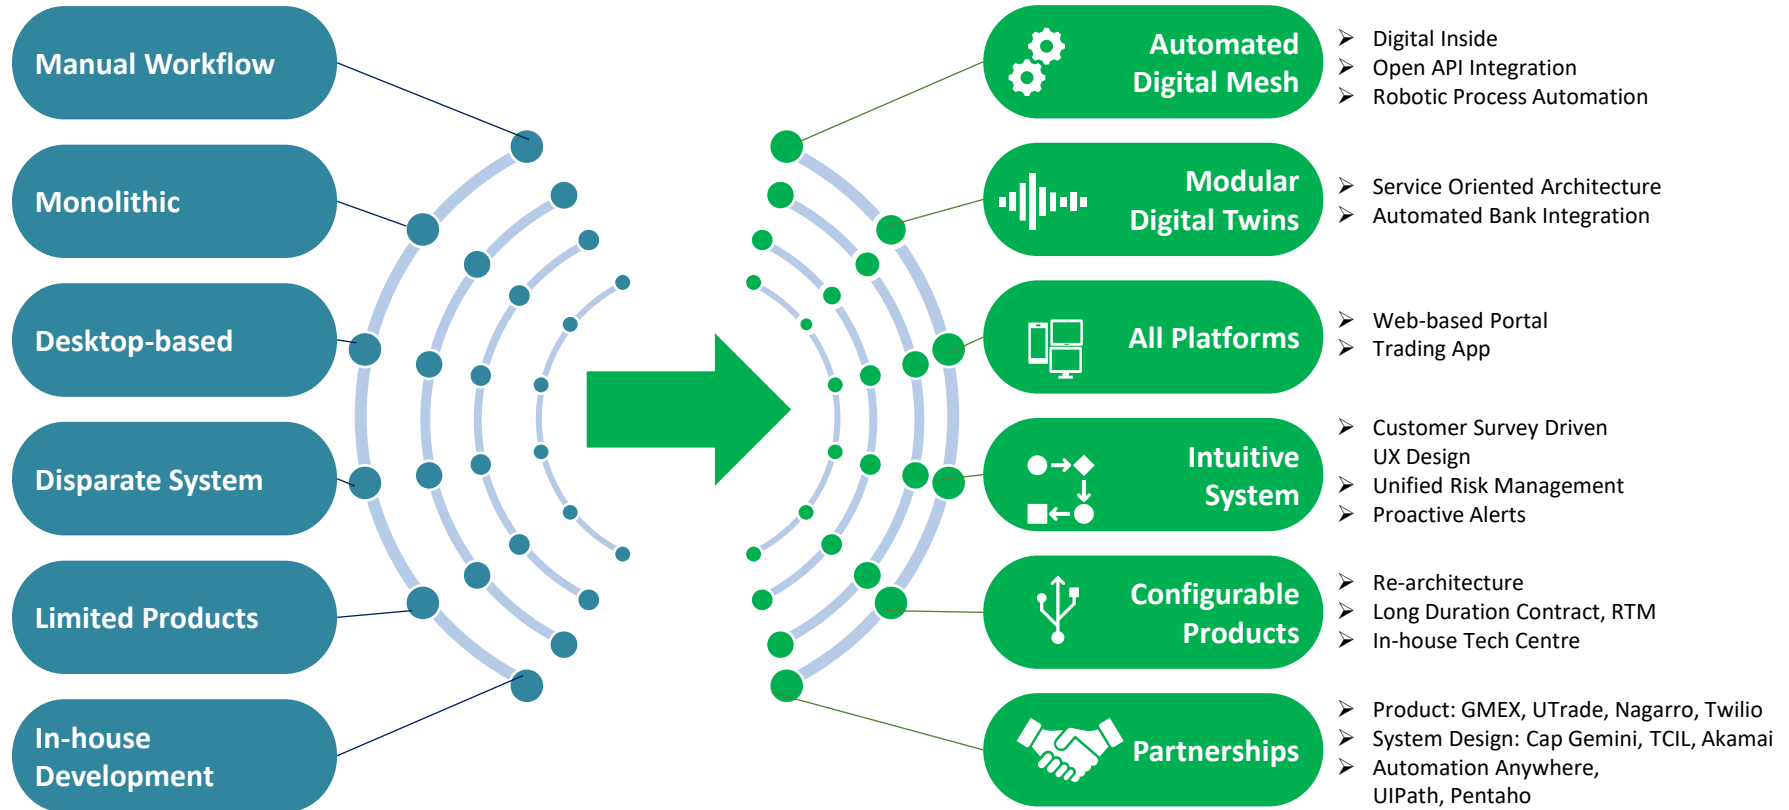 Manual Workflow
Monolithic
Desktop-based
Disparate System
Limited Products
In-house
Development
Automated
Digital Mesh
➢ Digital Inside
➢ Open API Integration
➢ Robotic Process Automation
Modular
Digital Twins
➢ Service Oriented Architecture
➢ Automated Bank Integration
All Platforms
➢ Web-based Portal
➢ Trading App
Intuitive
System
➢ Customer Survey Driven
UX Design
➢ Unified Risk Management
➢ Proactive Alerts
Configurable
Products
➢ Re-architecture
➢ Long Duration Contract, RTM
➢ In-house Tech Centre
Partnerships
➢ Product: GMEX, UTrade, Nagarro, Twilio
➢ System Design: Cap Gemini, TCIL, Akamai
➢ Automation Anywhere,
UIPath, Pentaho